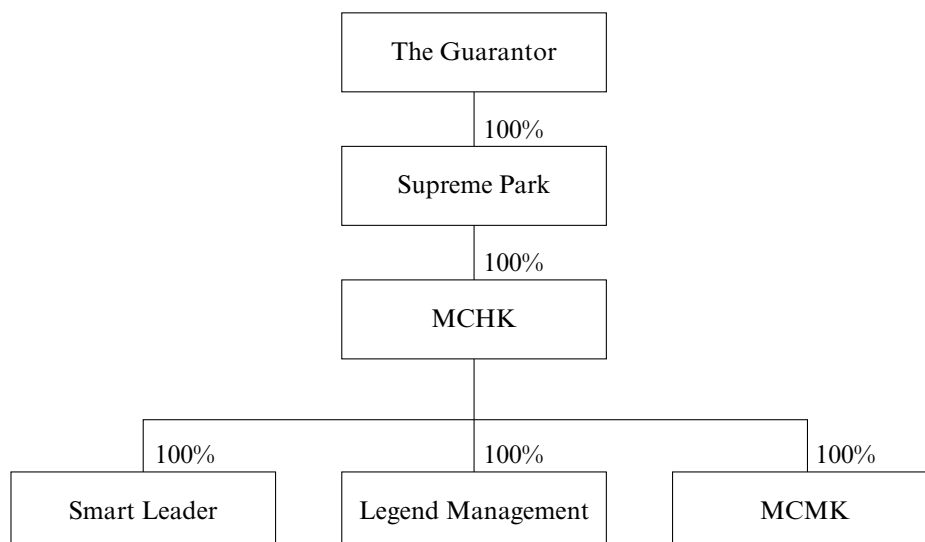 The Guarantor
100%
Supreme Park
100%
MCHK
100%
100%
100%
Smart Leader
Legend Management
MCMK